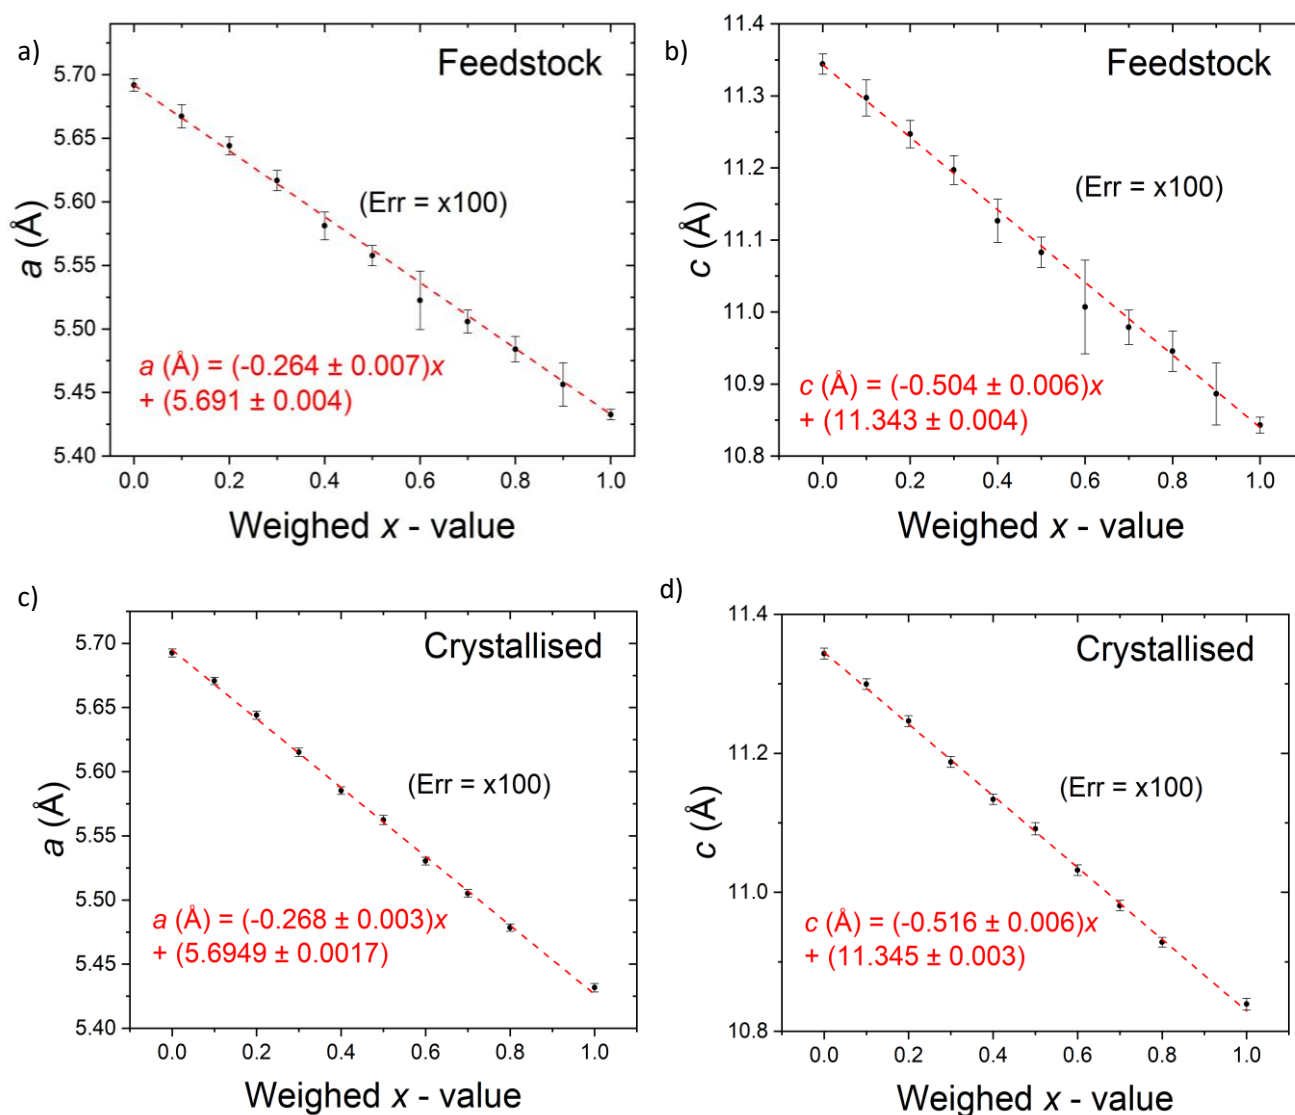 a)
Feedstock
(Err = x100)
a (Å) = (-0.264 ± 0.007)x
+ (5.691 ± 0.004)
5.70
5.65
5.60
5.55
5.50
5.45
5.40
a (Å)
0.0 0.2 0.4 0.6 0.8 1.0
Weighed x - value
b)
Feedstock
(Err = x100)
c (Å) = (-0.504 ± 0.006)x
+ (11.343 ± 0.004)
11.4
11.3
11.2
11.1
11.0
10.9
10.8
c (Å)
0.0 0.2 0.4 0.6 0.8 1.0
Weighed x - value
c)
Crystallised
(Err = x100)
a (Å) = (-0.268 ± 0.003)x
+ (5.6949 ± 0.0017)
5.70
5.65
5.60
5.55
5.50
5.45
5.40
a (Å)
0.0 0.2 0.4 0.6 0.8 1.0
Weighed x - value
d)
Crystallised
(Err = x100)
c (Å) = (-0.516 ± 0.006)x
+ (11.345 ± 0.003)
11.4
11.3
11.2
11.1
11.0
10.9
10.8
c (Å)
0.0 0.2 0.4 0.6 0.8 1.0
Weighed x - value